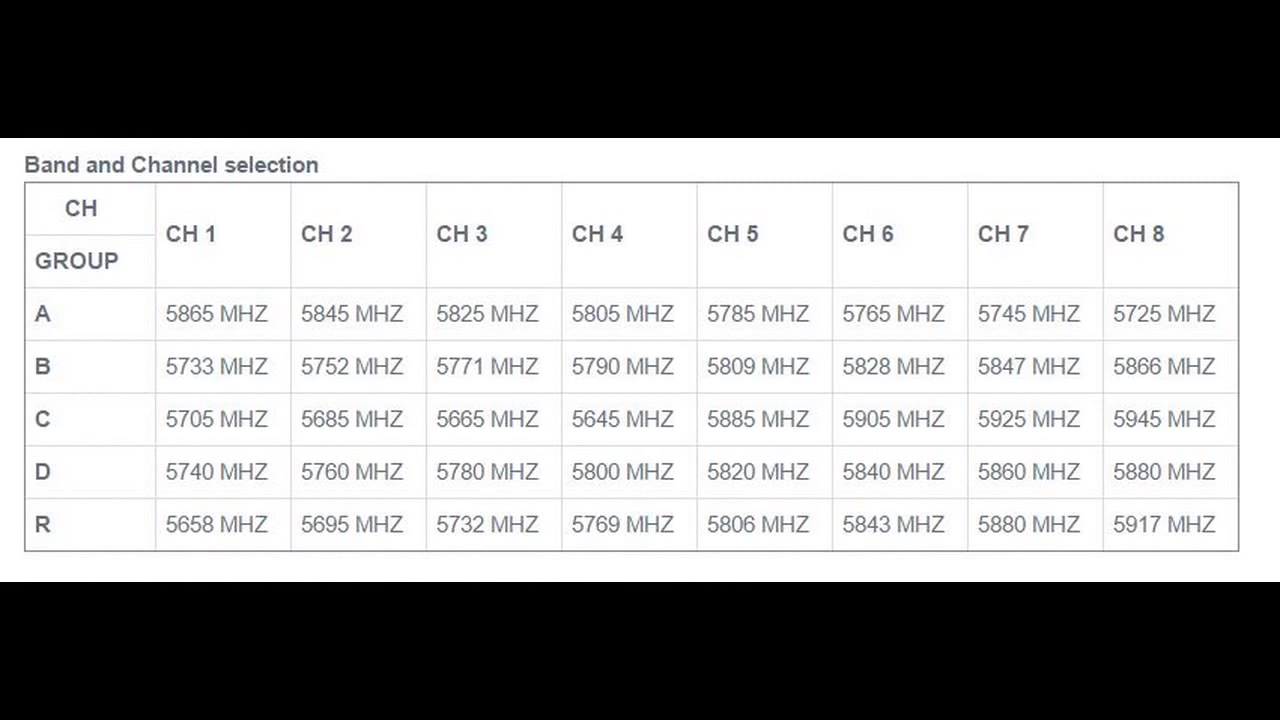 Band and Channel selection
CH
GROUP
CH 1 CH 2 CH 3 CH 4 CH 5 CH 6 CH 7 CH 8
A 5865 MHZ 5845 MHZ 5825 MHZ 5805 MHZ 5785 MHZ 5765 MHZ 5745 MHZ 5725 MHZ
B 5733 MHZ 5752 MHZ 5771 MHZ 5790 MHZ 5809 MHZ 5828 MHZ 5847 MHZ 5866 MHZ
C 5705 MHZ 5685 MHZ 5665 MHZ 5645 MHZ 5885 MHZ 5905 MHZ 5925 MHZ 5945 MHZ
D 5740 MHZ 5760 MHZ 5780 MHZ 5800 MHZ 5820 MHZ 5840 MHZ 5860 MHZ 5880 MHZ
R 5658 MHZ 5695 MHZ 5732 MHZ 5769 MHZ 5806 MHZ 5843 MHZ 5880 MHZ 5917 MHZ